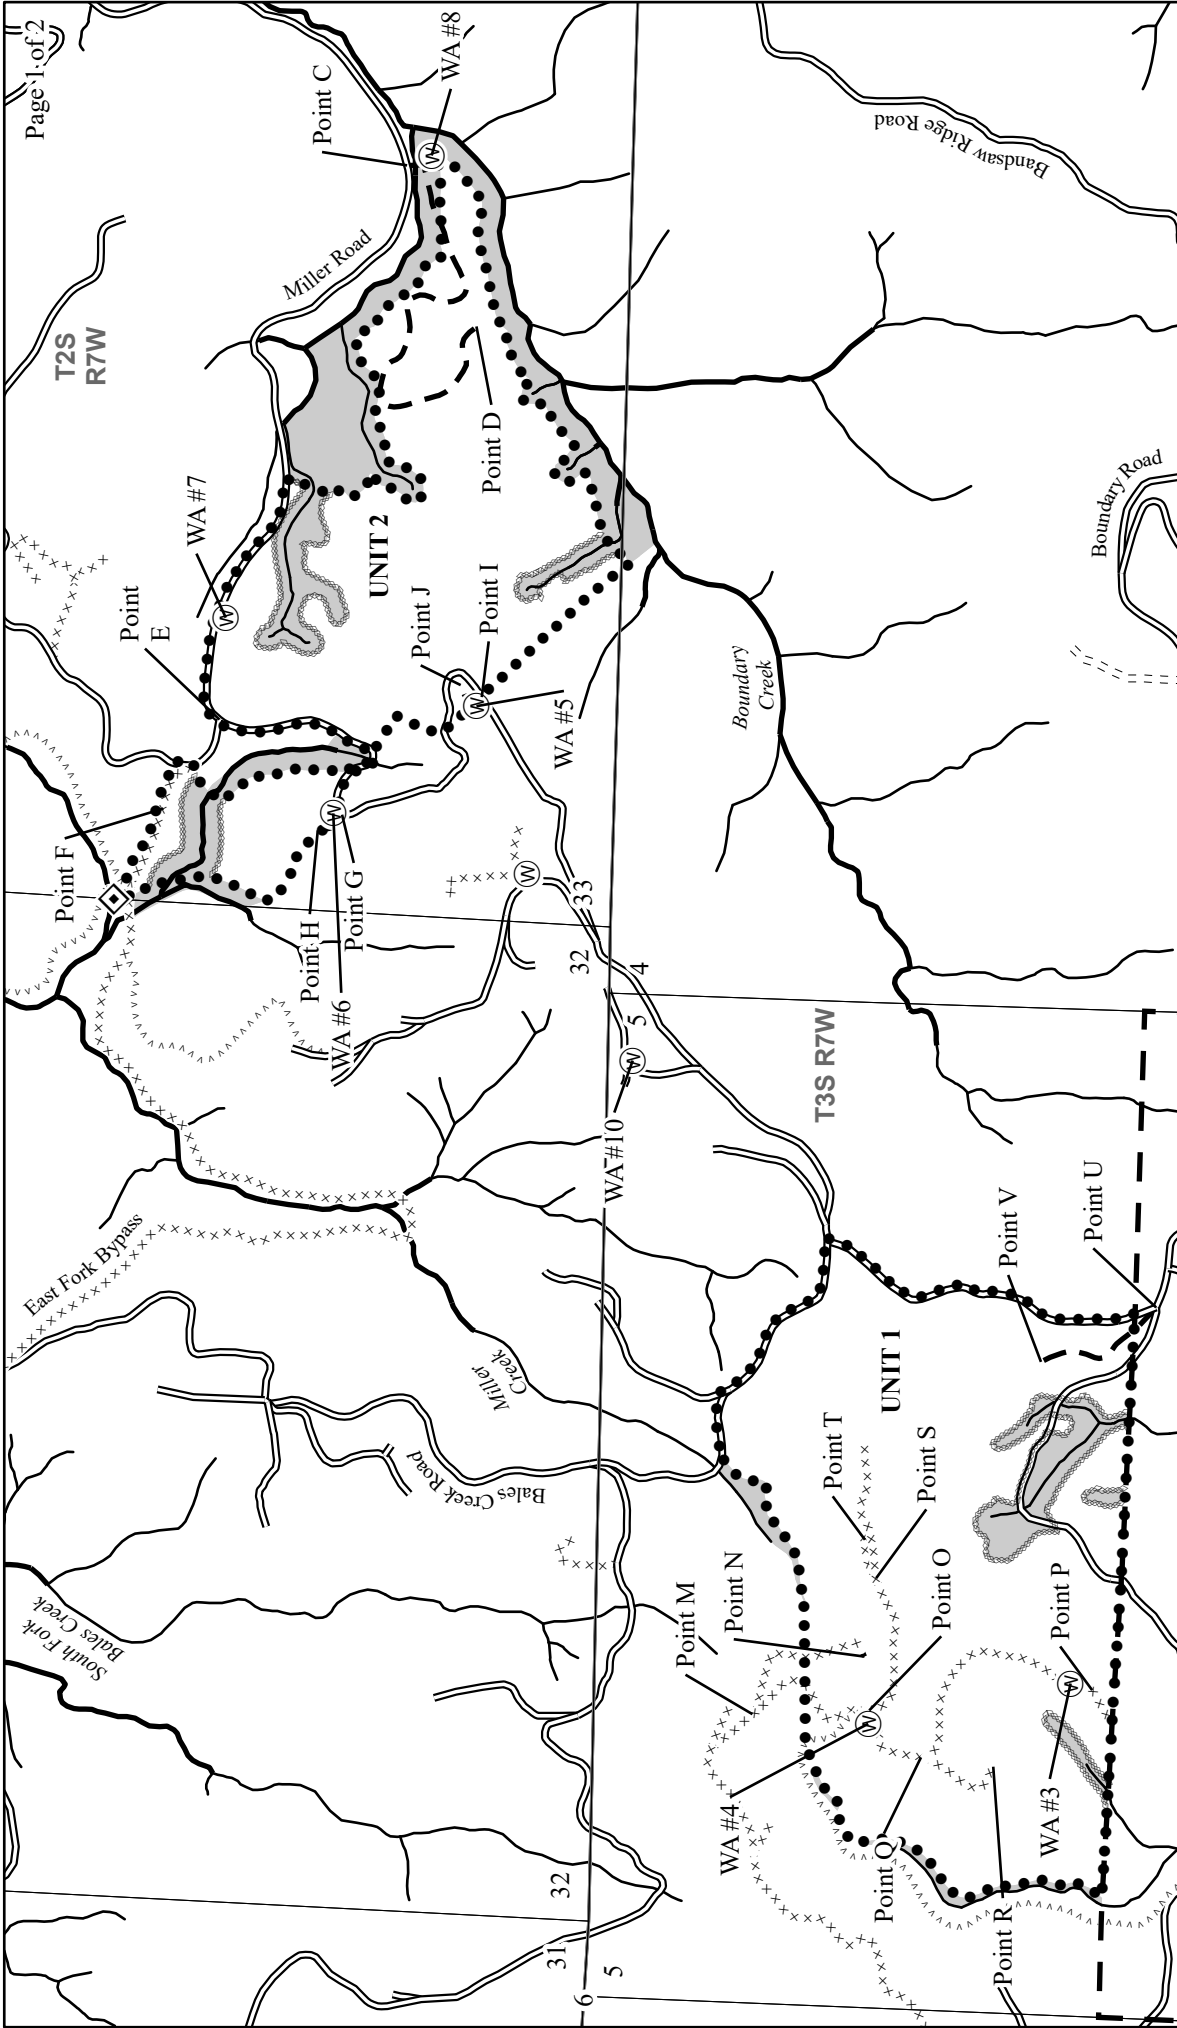 Page 1 of 2
T2S
R7W
Point C
WA #8
Miller Road
Bandsaw Ridge Road
Point D
WA #7
UNIT 2
Point
E
Point J
Point I
WA #5
Boundary Road
Boundary
Creek
Point F
Point H
Point G
WA #6
33
32
4
5
T3S R7W
WA #10
East Fork Bypass
Miller
Creek
Bales Creek Road
South Fork
Bales Creek
Point V
Point U
UNIT 1
Point T
Point S
Point M
Point N
Point O
Point P
WA #4
WA #3
Point Q
Point R
32
31
6
5
W
W
W
W
W
W
W
W